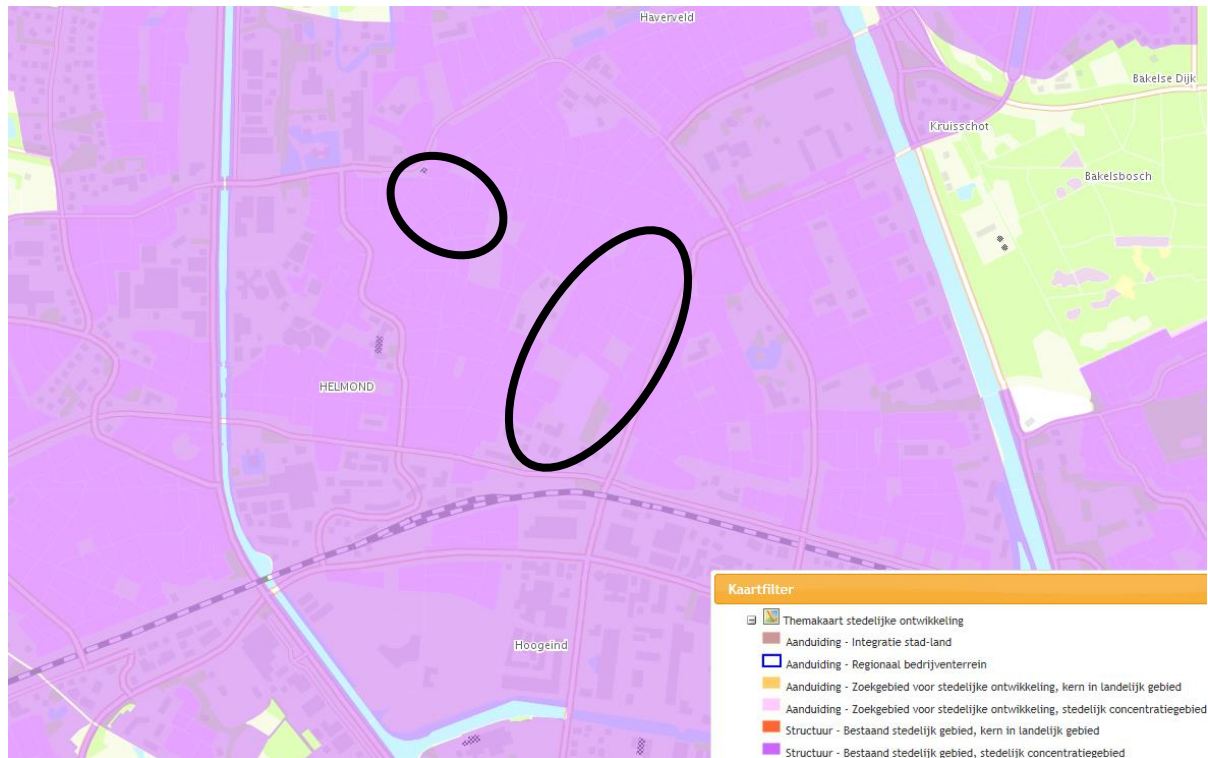 Haverveld
Bakelse Dijk
Kruisschot
Bakelsbosch
HELMOND
Hoogeind
Kaartfilter
Themakaart stedelijke ontwikkeling
Aanduiding - Integratie stad-land
Aanduiding - Regionaal bedrijventerrein
Aanduiding - Zoekgebied voor stedelijke ontwikkeling, kern in landelijk gebied
Aanduiding - Zoekgebied voor stedelijke ontwikkeling, stedelijk concentratiegebied
Structuur - Bestaand stedelijk gebied, kern in landelijk gebied
Structuur - Bestaand stedelijk gebied, stedelijk concentratiegebied